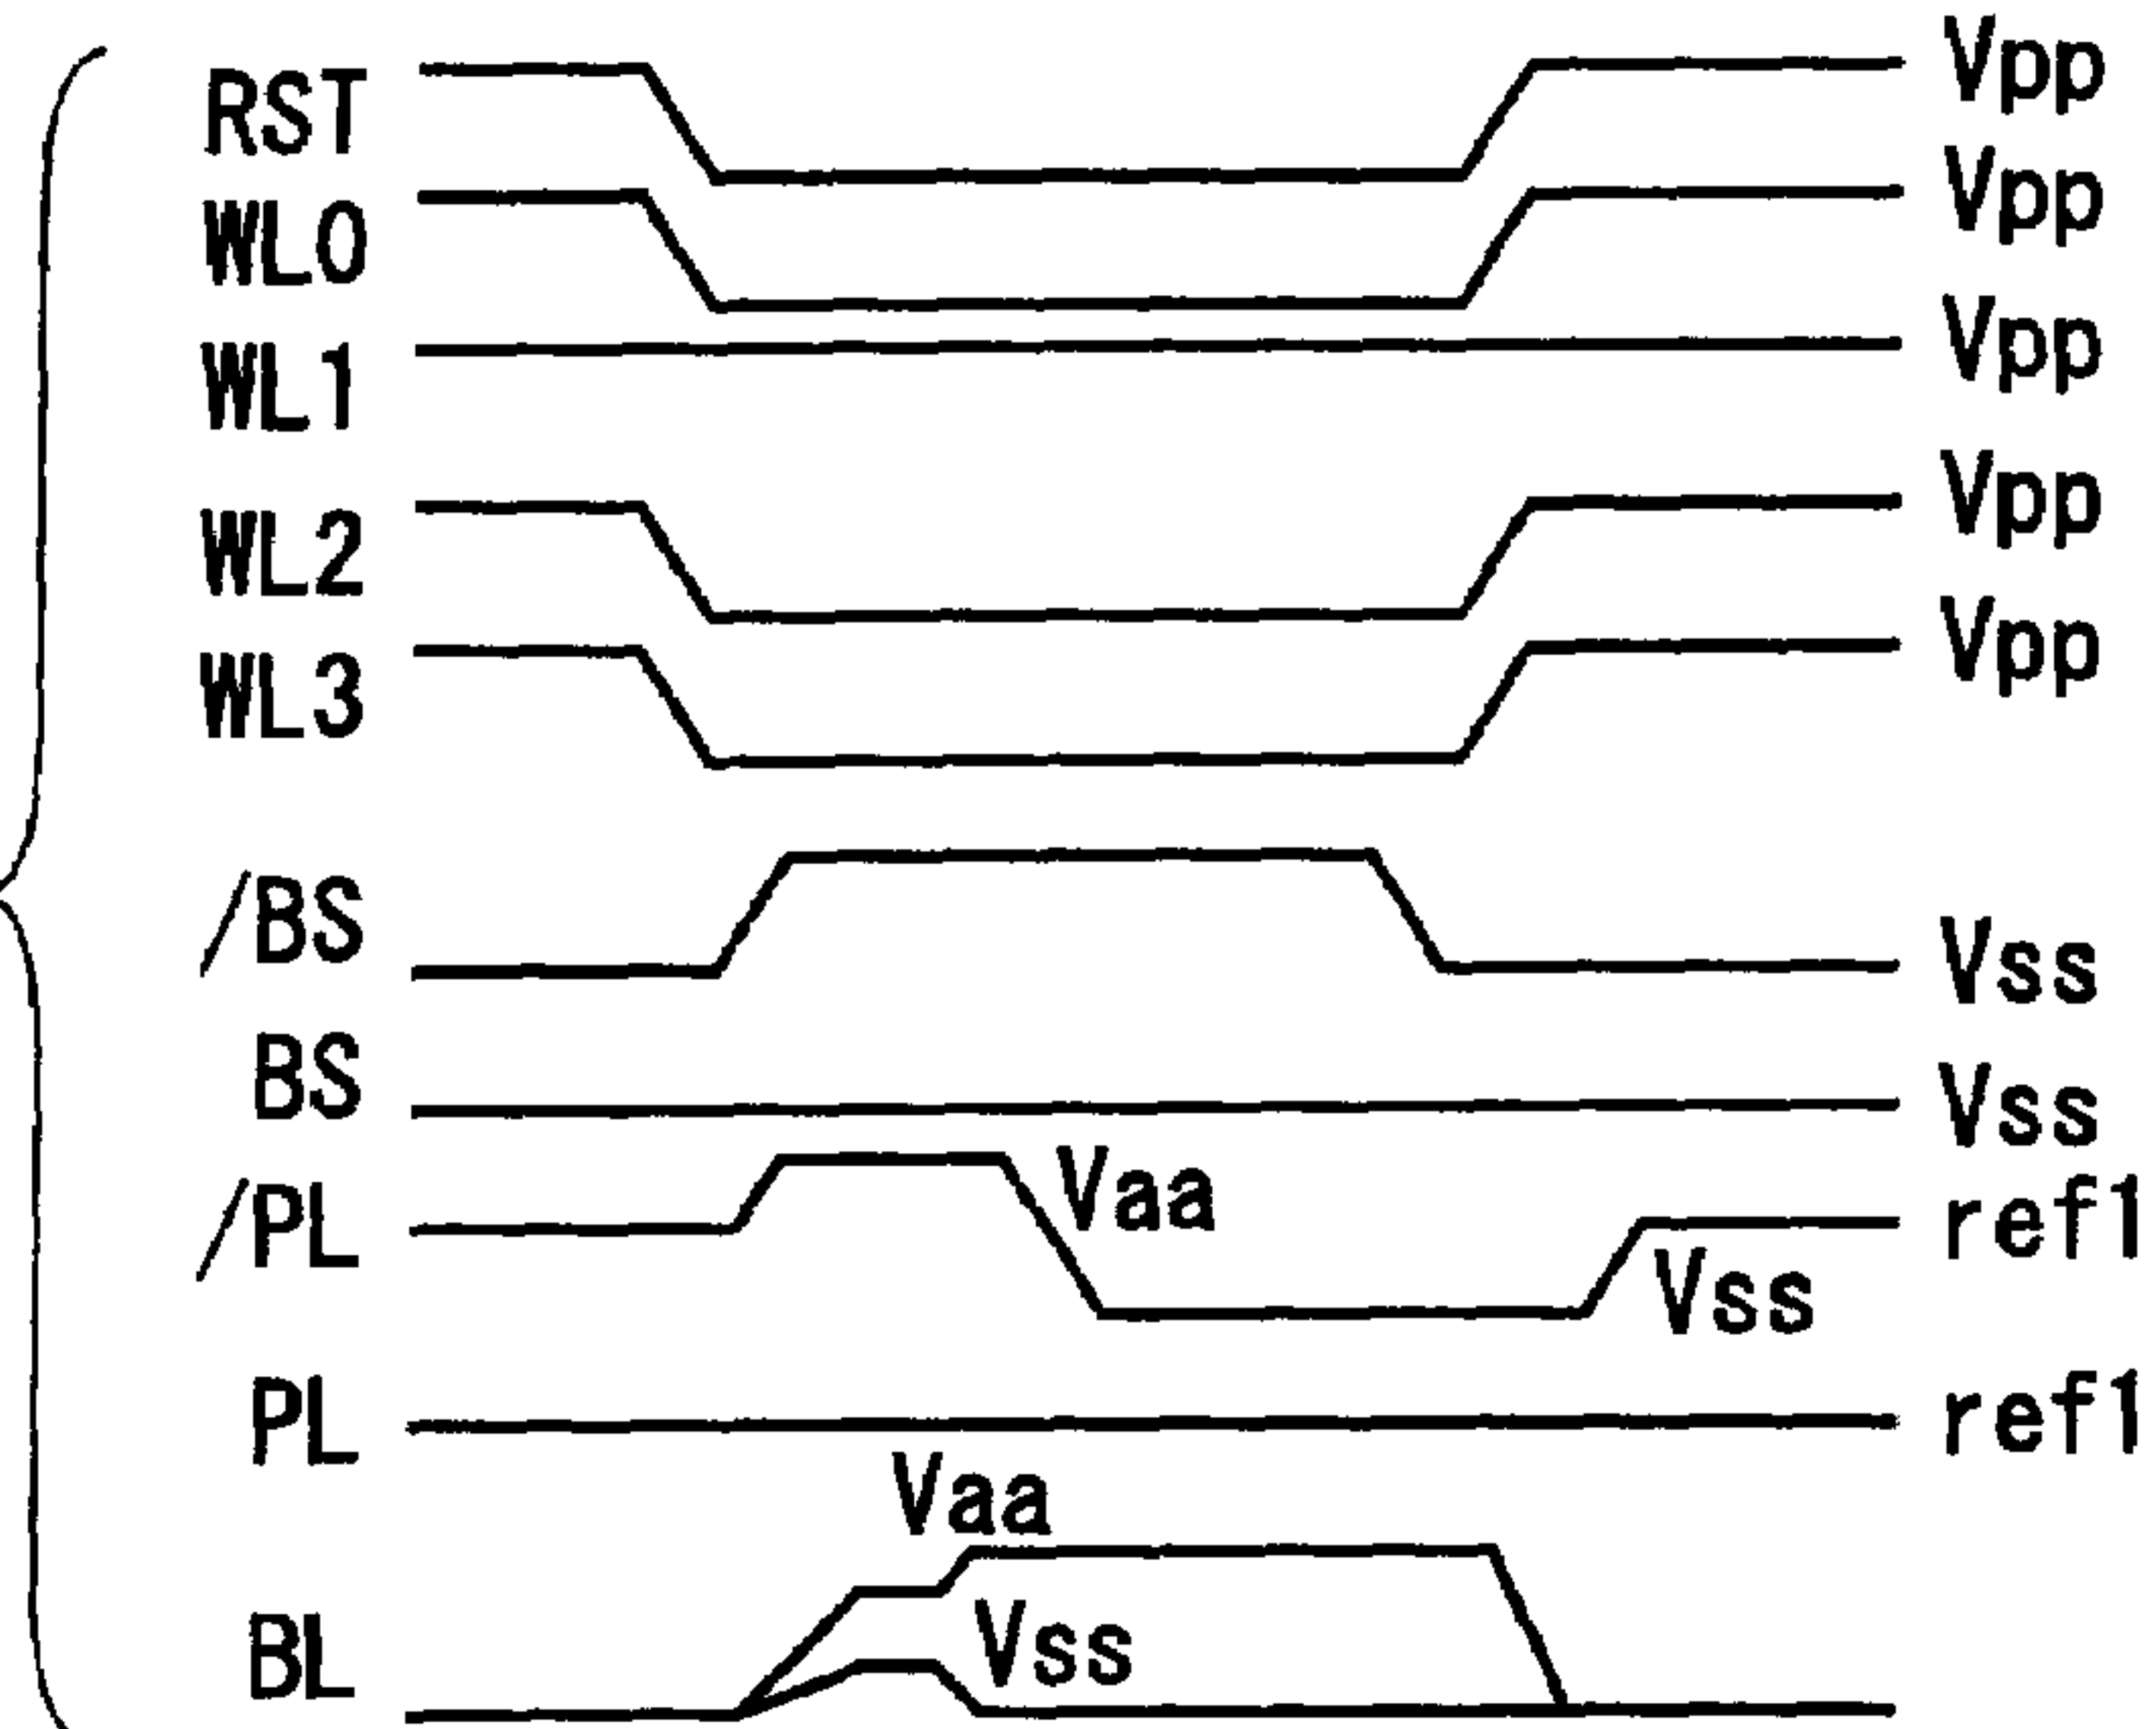 RST Vpp
WL0 Vpp
WL1 Vpp
WL2 Vpp
WL3 Vpp
/BS Vss
BS Vss
/PL Vaa Vss ref1
PL ref1
Vaa
BL Vss